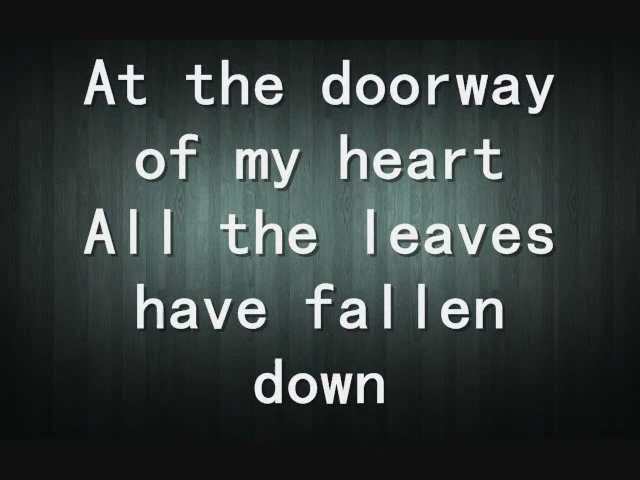 At the doorway
of my heart
All the leaves
have fallen
down